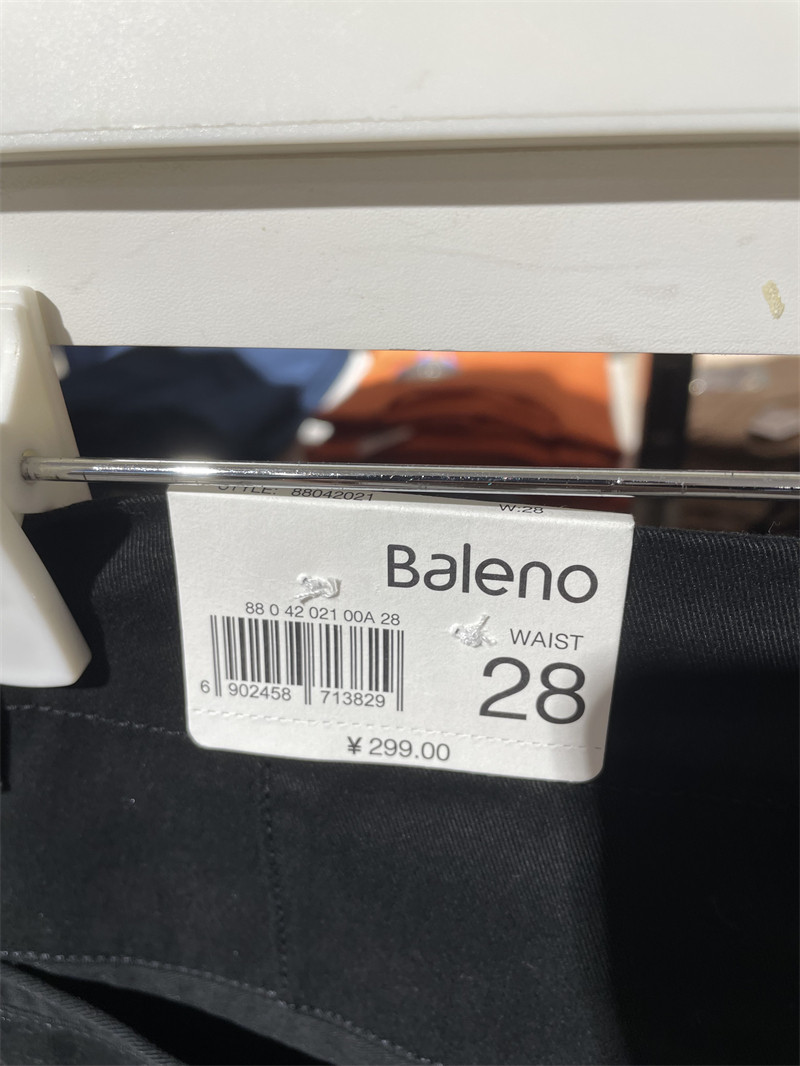 STYLE: 88042021
W:28
Baleno
88 0 42 021 00A 28
WAIST
28
6 902458 713829
¥ 299.00